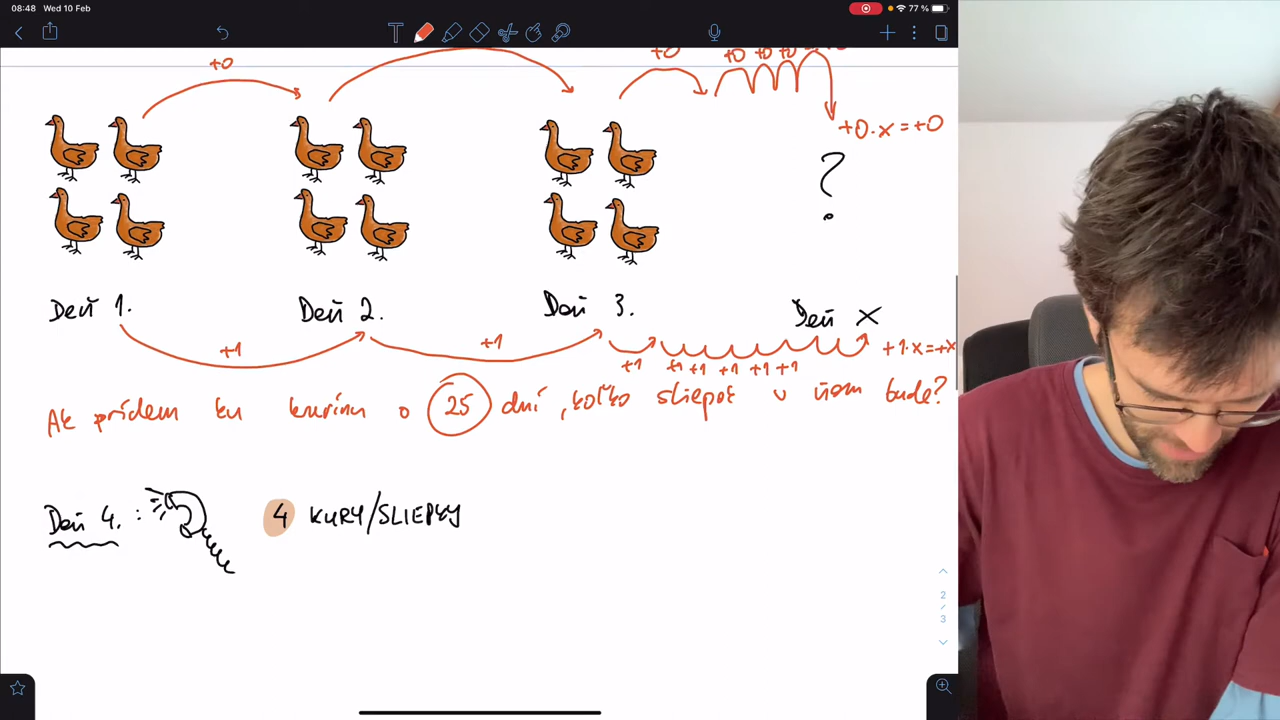 08:48 Wed 10 Feb
77 %
+0
+0
+0 +0 +0
+0·x=+0
?
Deň 1.
Deň 2.
Deň 3.
Deň x
+1
+1
+1 +1 +1 +1 +1 +1
+1·x=+x
Ak prídem ku kurínu o 25 dní, koľko sliepok v ňom bude?
Deň 4. :
4 KURY/SLIEPKY
2
/
3